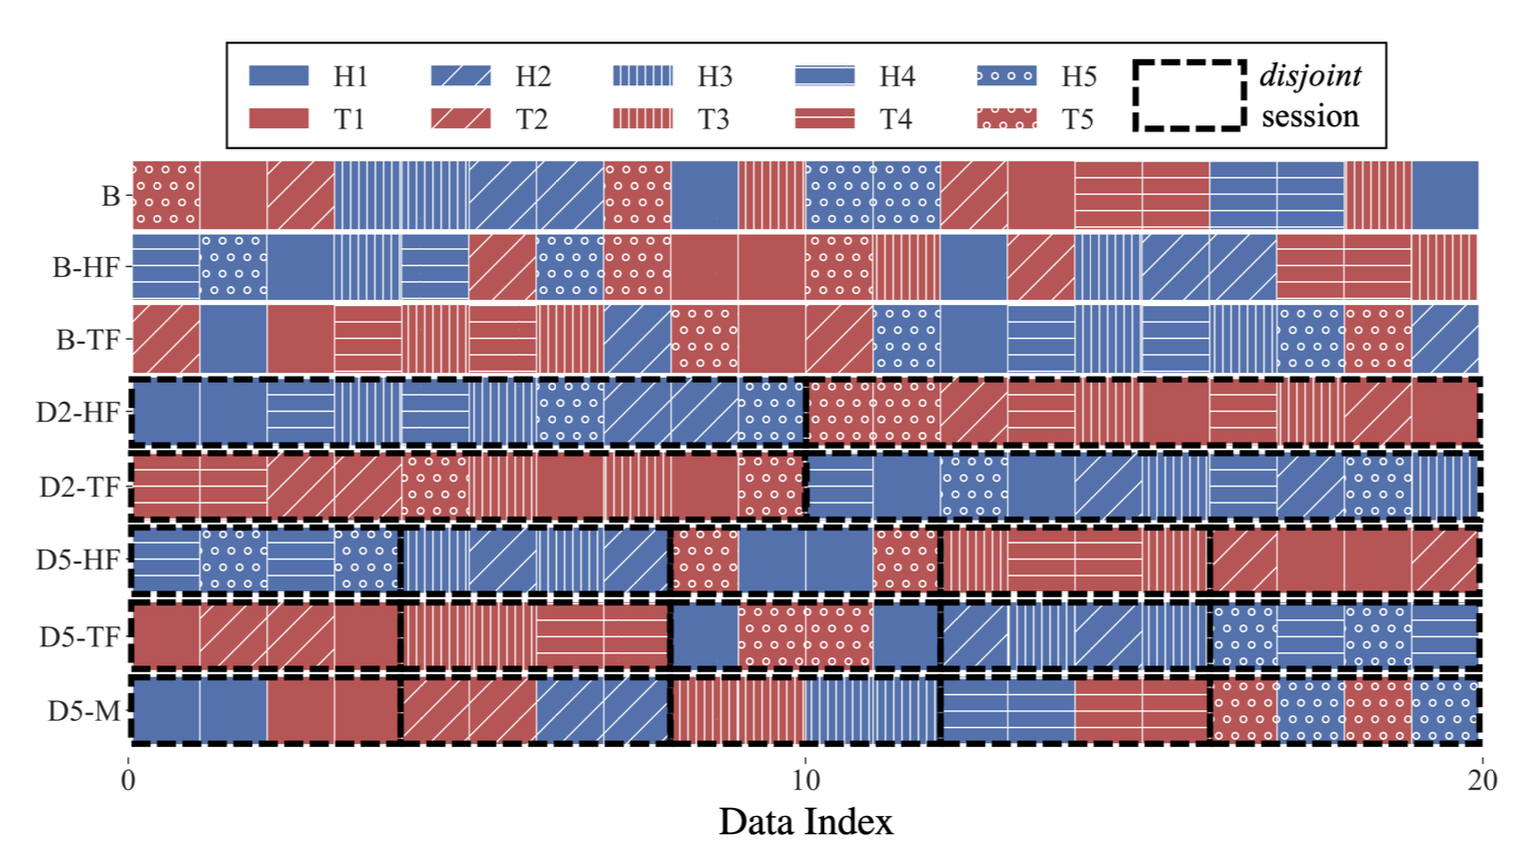 H1 H2 H3 H4 H5 disjoint
T1 T2 T3 T4 T5 session
B
B-HF
B-TF
D2-HF
D2-TF
D5-HF
D5-TF
D5-M
0 10 20
Data Index